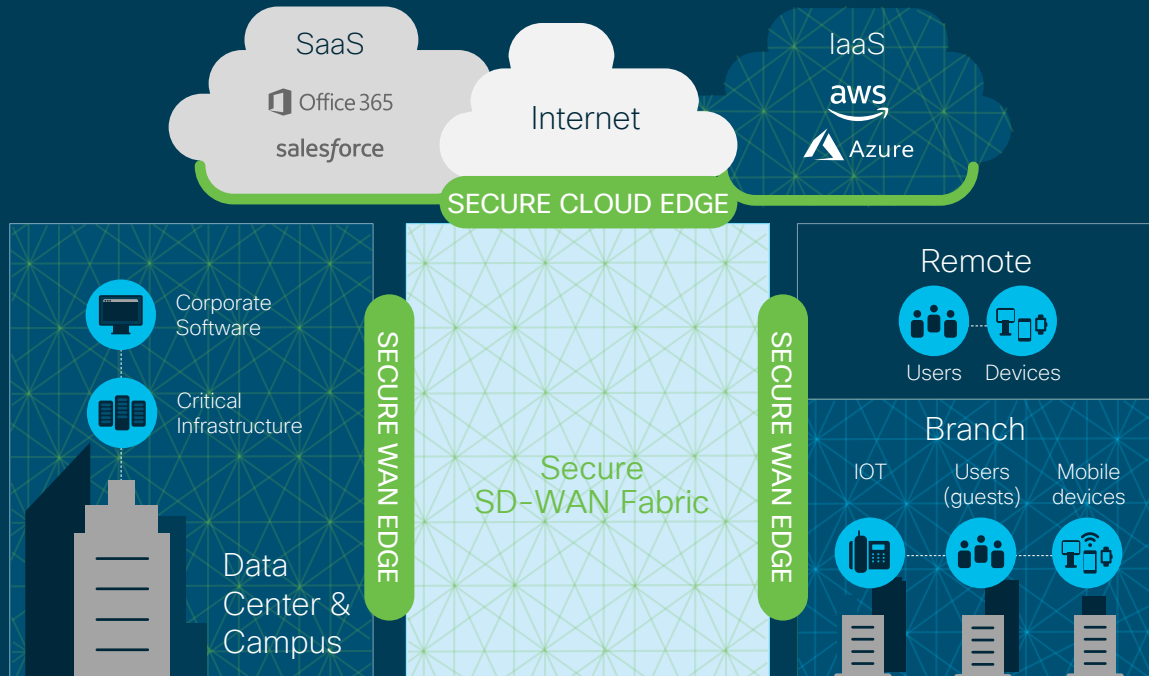 SaaS
Office 365
salesforce
Internet
IaaS
aws
Azure
SECURE CLOUD EDGE
Corporate
Software
Critical
Infrastructure
Data
Center &
Campus
SECURE WAN EDGE
Secure
SD-WAN Fabric
SECURE WAN EDGE
Remote
Users
Devices
Branch
IOT
Users
(guests)
Mobile
devices